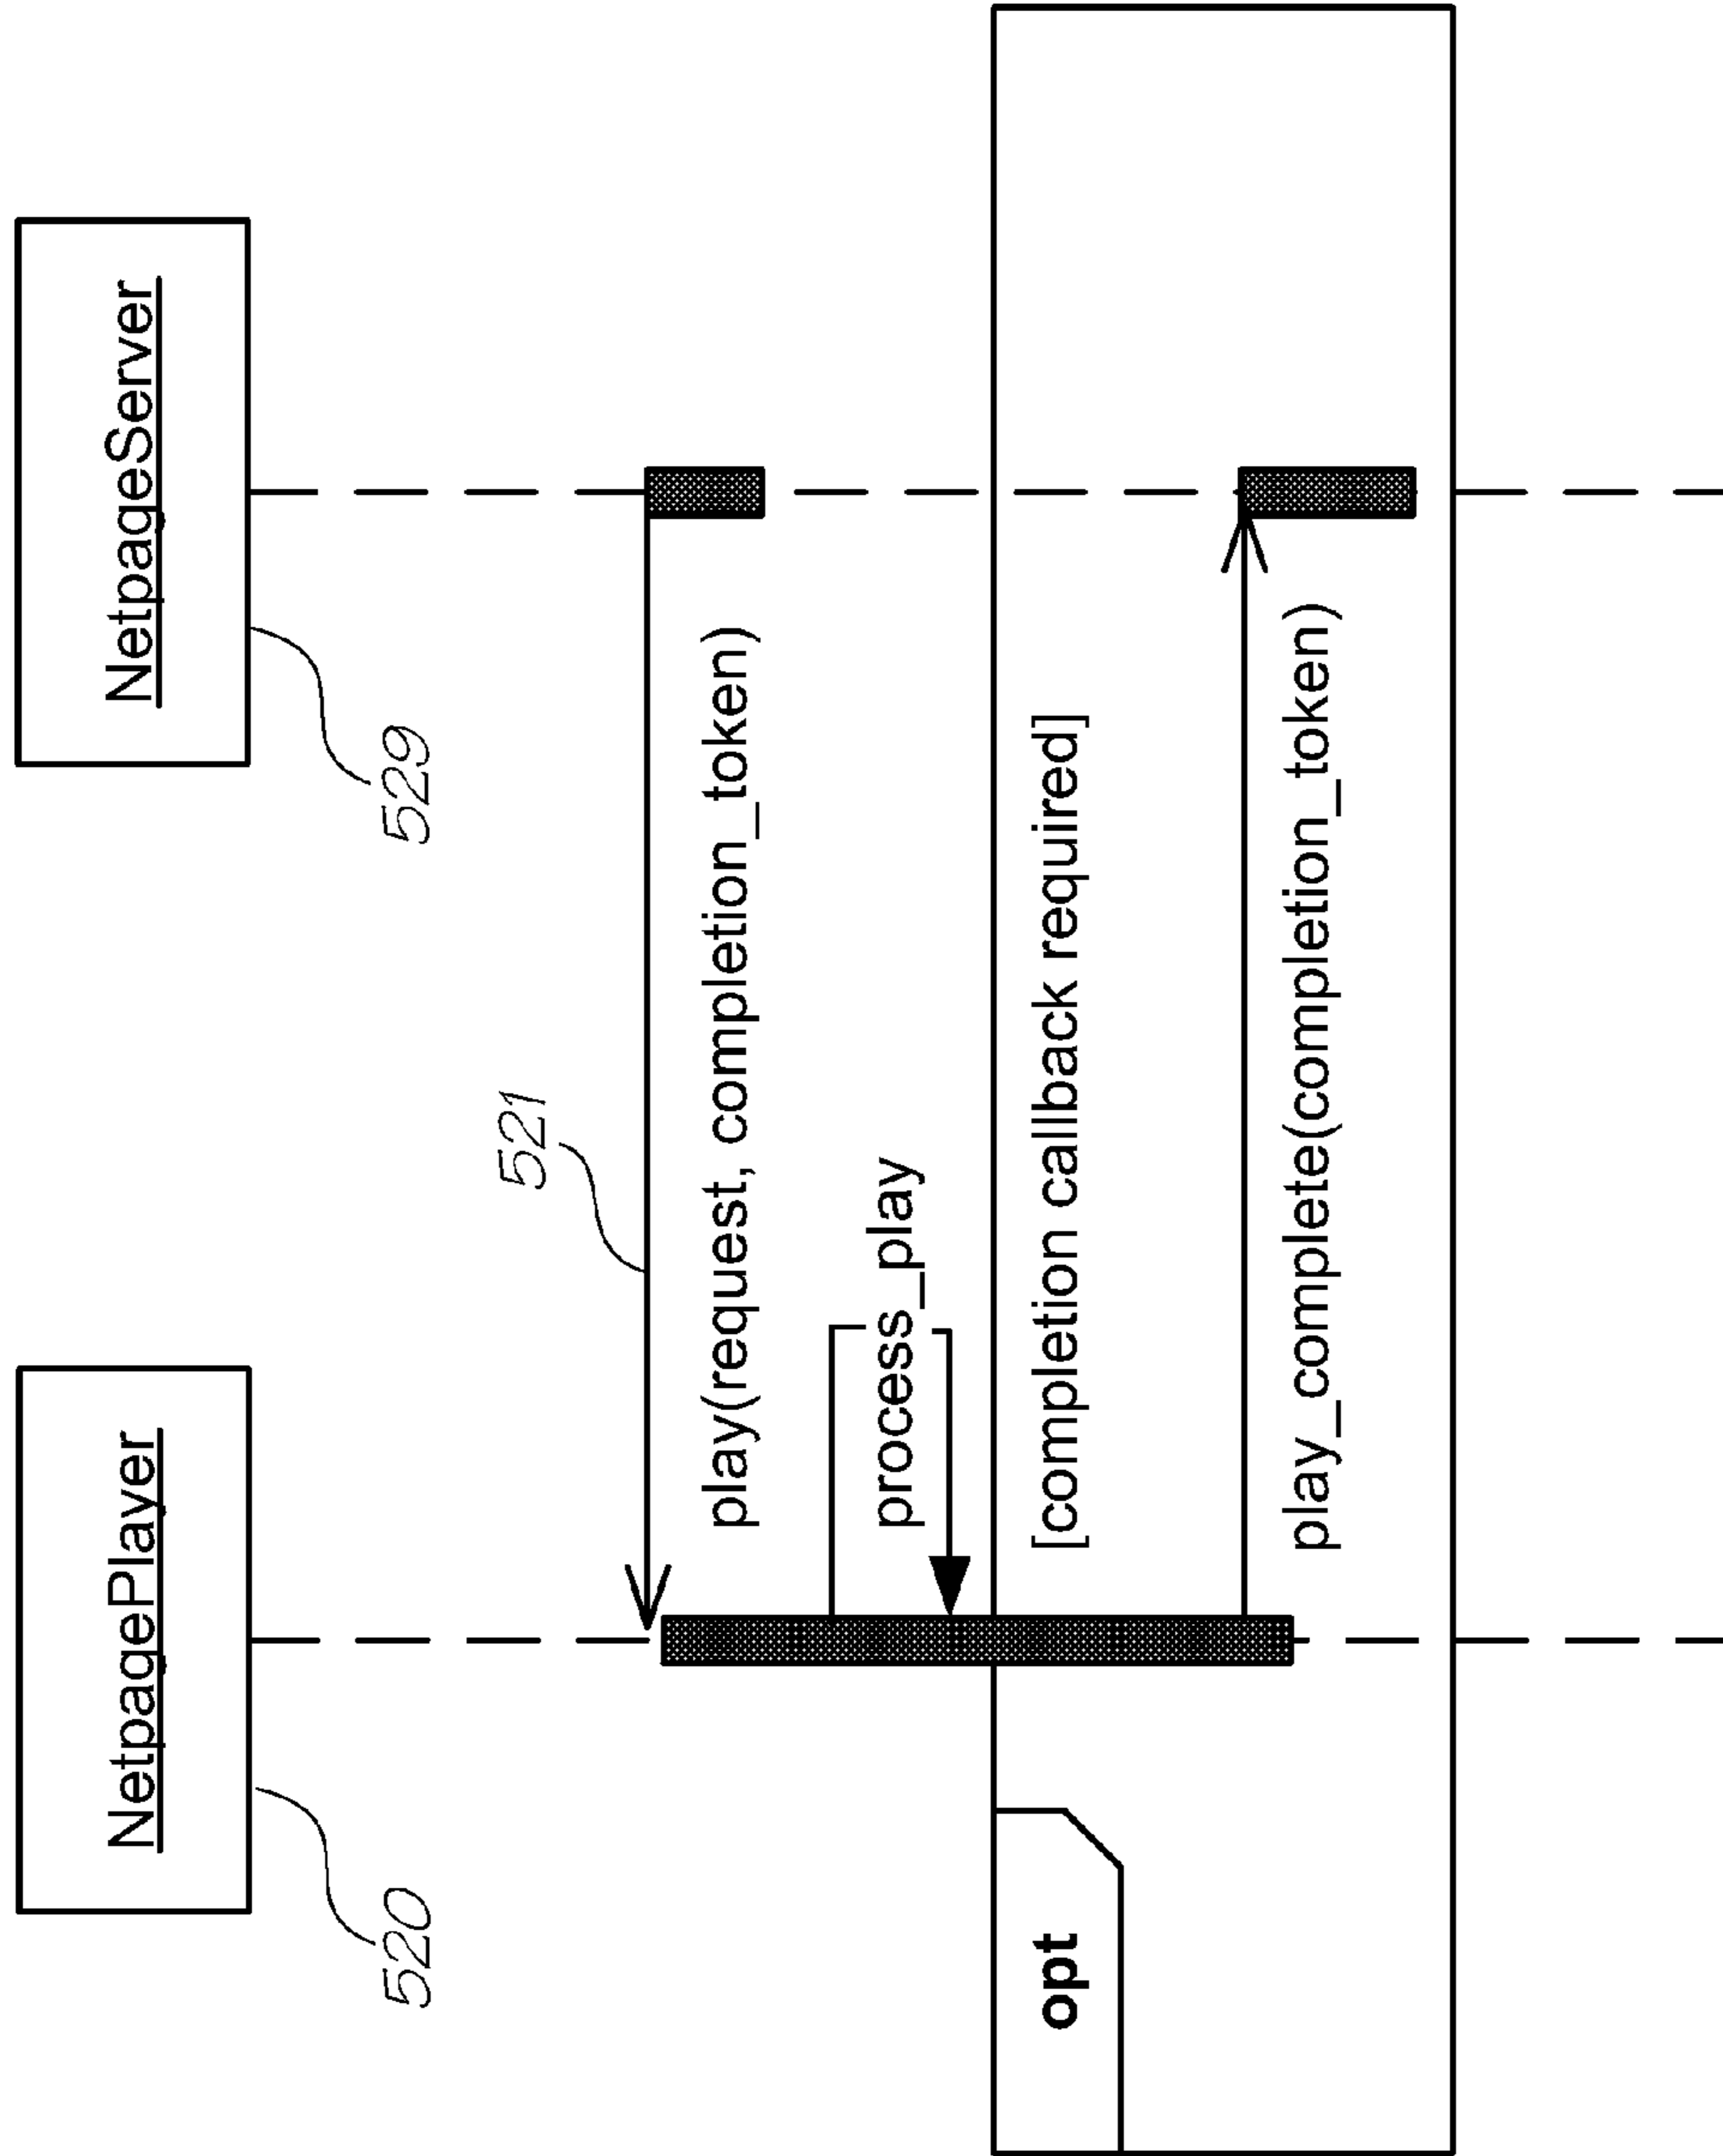 NetpagePlayer
NetpageServer
520
529
521
play(request, completion_token)
process_play
opt
[completion callback required]
play_complete(completion_token)